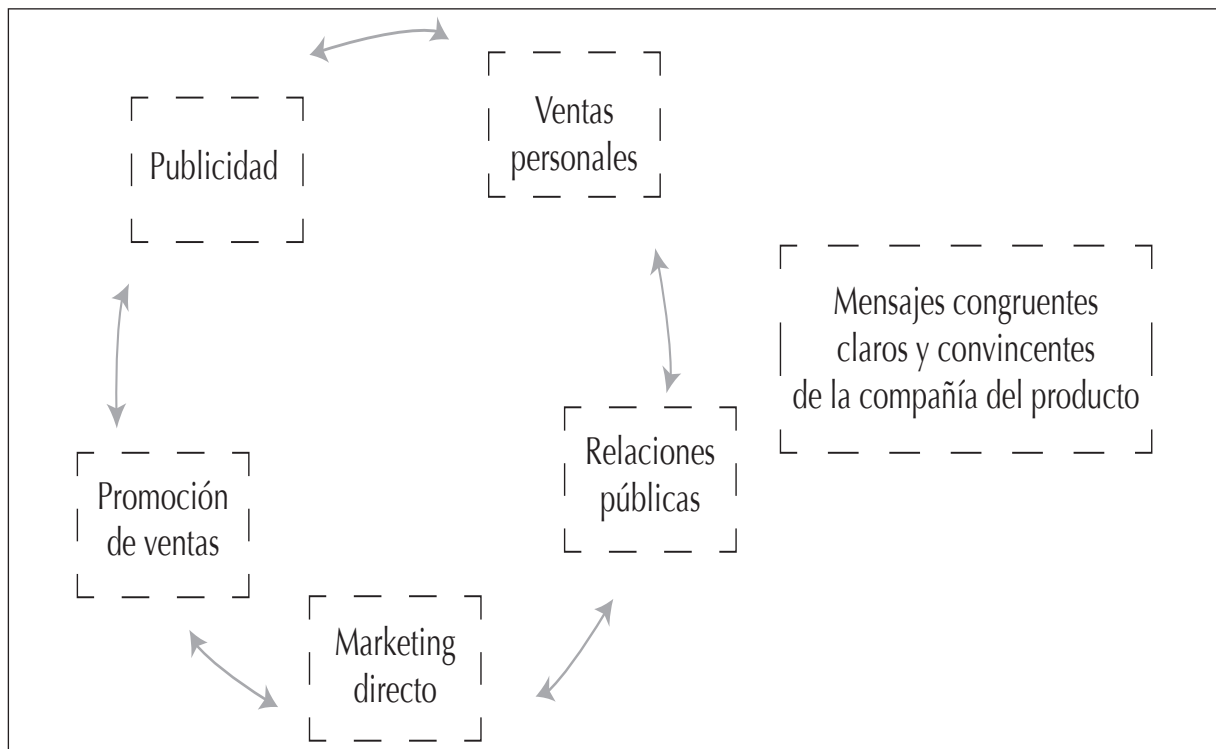 Ventas
personales
Publicidad
Mensajes congruentes
claros y convincentes
de la compañía del producto
Relaciones
públicas
Promoción
de ventas
Marketing
directo